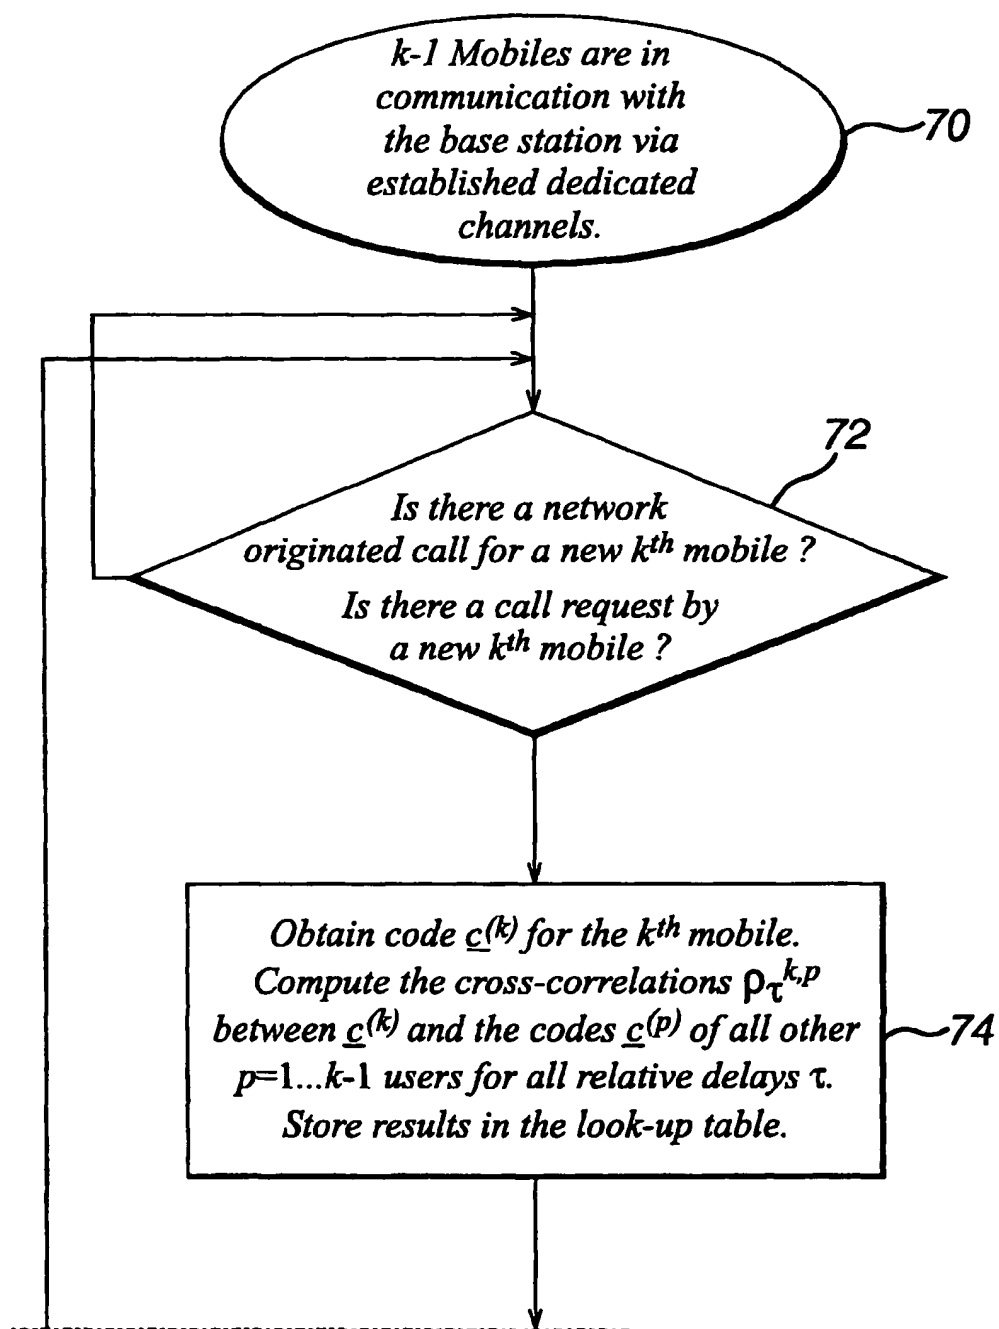 k-1 Mobiles are in
communication with
the base station via
established dedicated
channels.
70
72
Is there a network
originated call for a new kth mobile ?
Is there a call request by
a new kth mobile ?
Obtain code c(k) for the kth mobile.
Compute the cross-correlations ρτk,p
between c(k) and the codes c(p) of all other
p=1...k-1 users for all relative delays τ.
Store results in the look-up table.
74